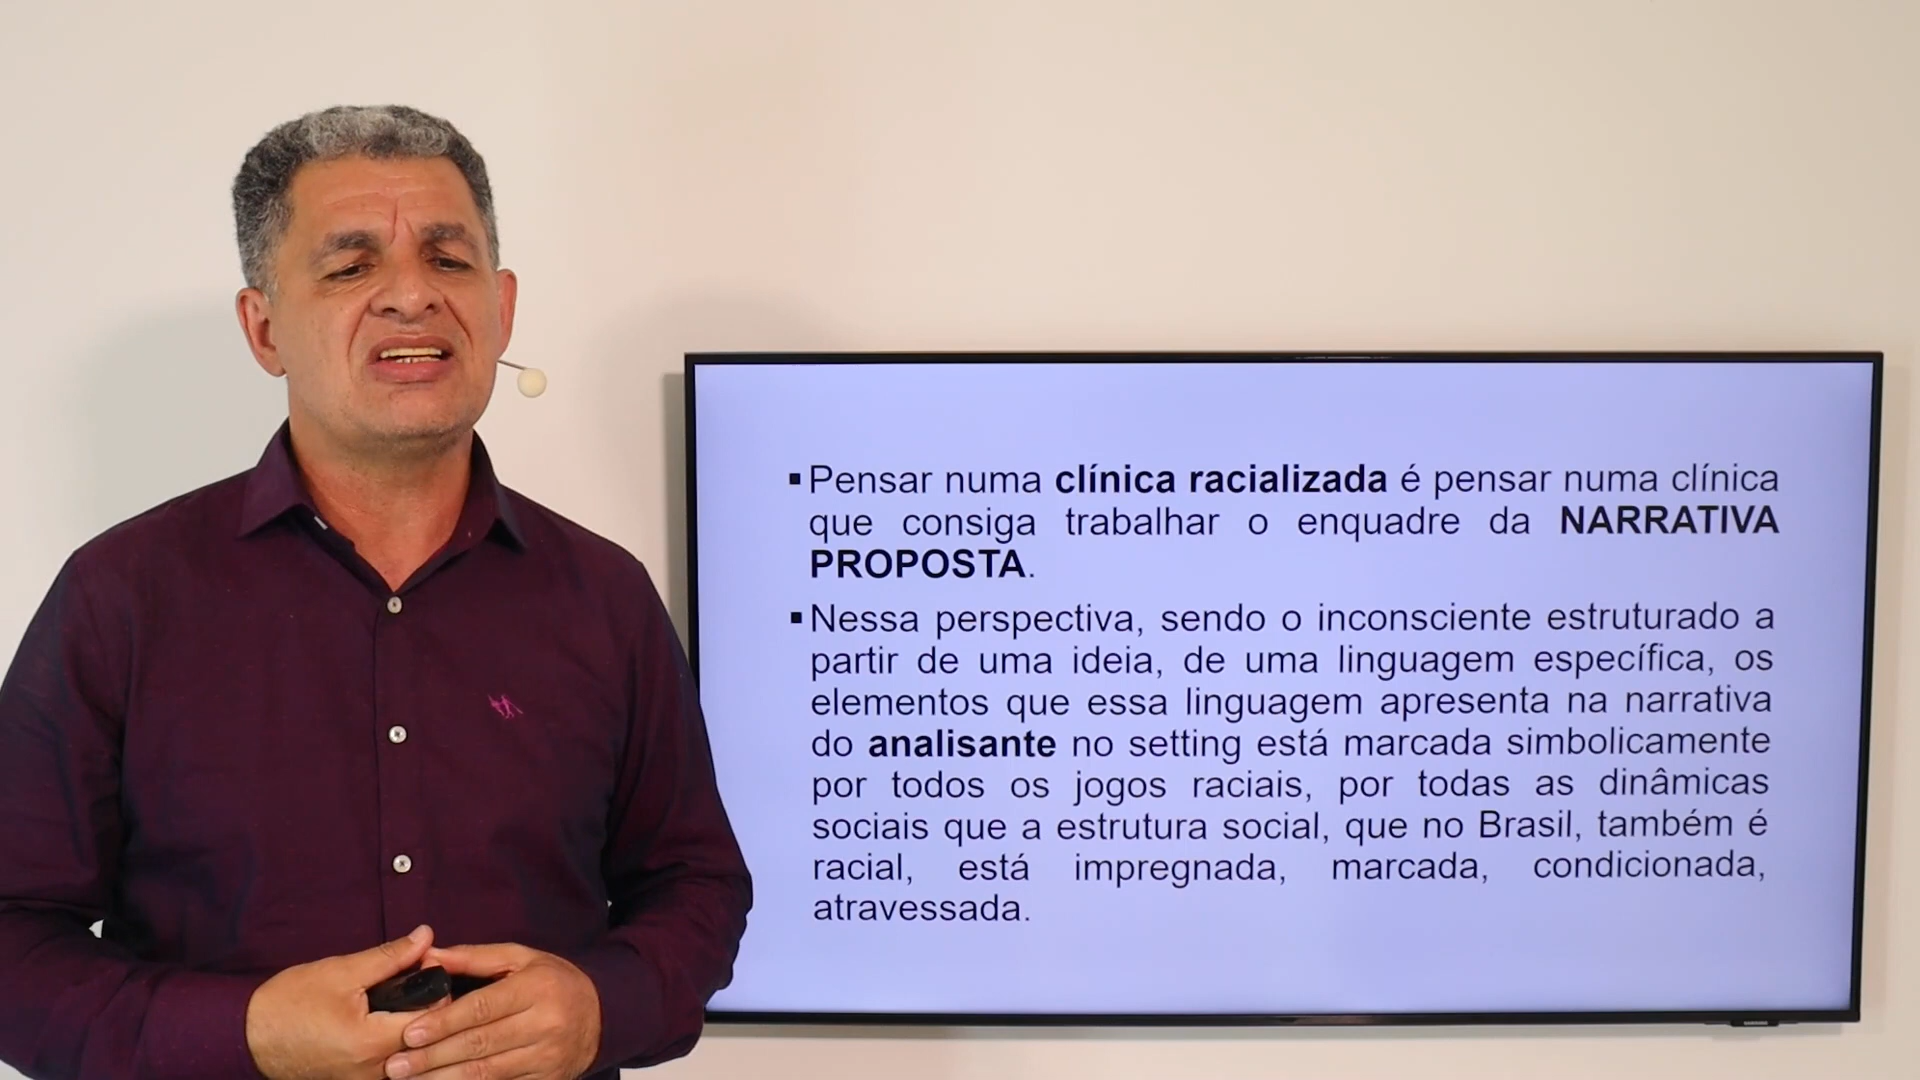 ▪Pensar numa clínica racializada é pensar numa clínica
que consiga trabalhar o enquadre da NARRATIVA
PROPOSTA.
▪Nessa perspectiva, sendo o inconsciente estruturado a
partir de uma ideia, de uma linguagem específica, os
elementos que essa linguagem apresenta na narrativa
do analisante no setting está marcada simbolicamente
por todos os jogos raciais, por todas as dinâmicas
sociais que a estrutura social, que no Brasil, também é
racial, está impregnada, marcada, condicionada,
atravessada.